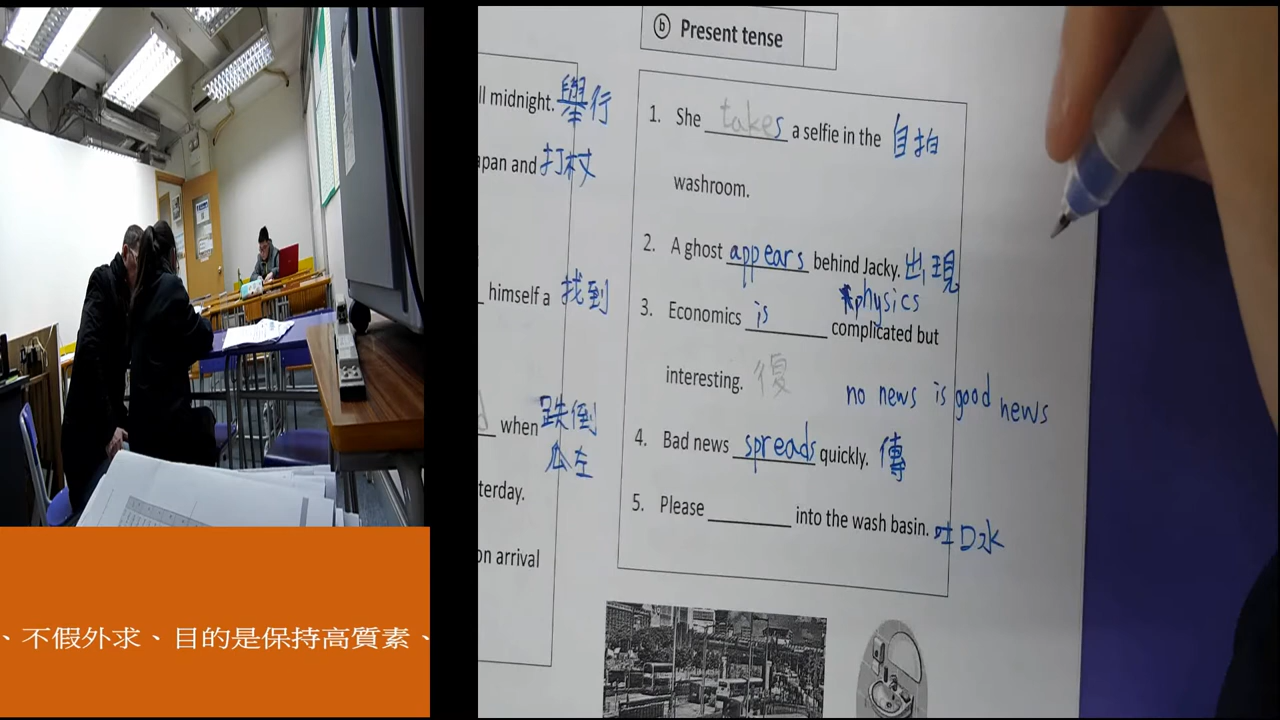 ⓑ Present tense
ll midnight. 舉行
apan and 打杖
himself a 找到
d when 跌倒
瓜左
terday.
on arrival
1. She takes a selfie in the 自拍
washroom.
2. A ghost appears behind Jacky. 出現
physics
3. Economics is complicated but
interesting. 復
no news is good news
4. Bad news spreads quickly. 傳
5. Please ________ into the wash basin. 吐口水
、不假外求、目的是保持高質素、